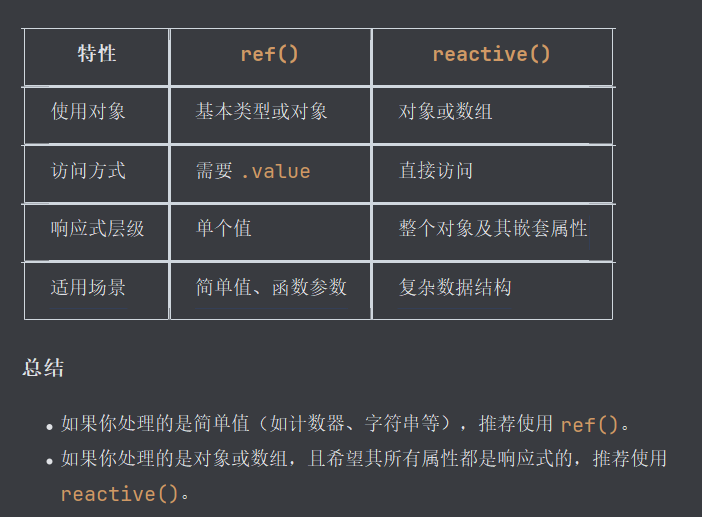 特性 ref() reactive()
使用对象 基本类型或对象 对象或数组
访问方式 需要 .value 直接访问
响应式层级 单个值 整个对象及其嵌套属性
适用场景 简单值、函数参数 复杂数据结构
总结
如果你处理的是简单值（如计数器、字符串等），推荐使用 ref()。
如果你处理的是对象或数组，且希望其所有属性都是响应式的，推荐使用
reactive()。